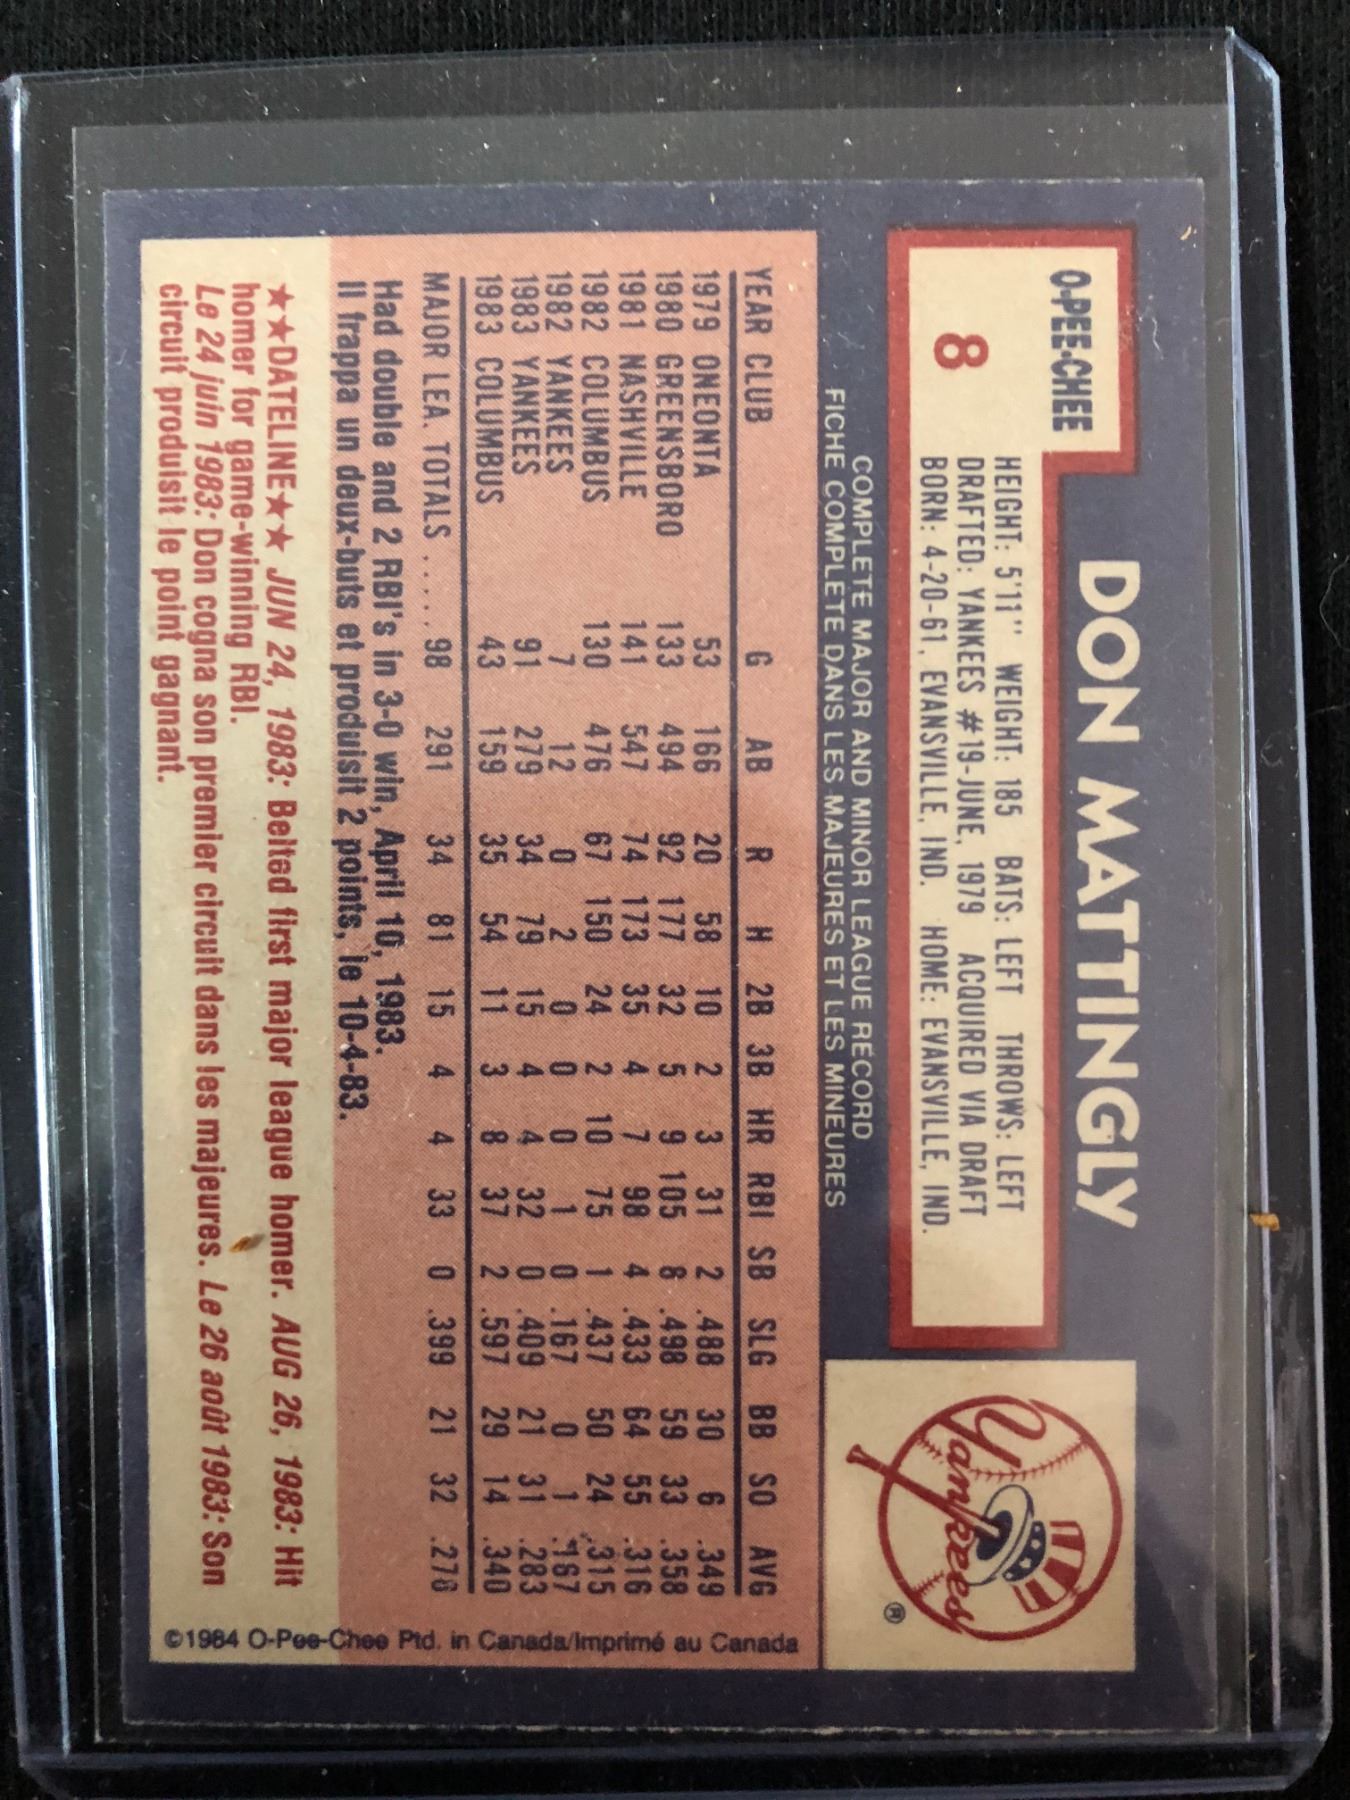 O-PEE-CHEE
8
DON MATTINGLY
HEIGHT: 5'11" WEIGHT: 185 BATS: LEFT THROWS: LEFT
DRAFTED: YANKEES #19-JUNE, 1979 ACQUIRED VIA DRAFT
BORN: 4-20-61, EVANSVILLE, IND. HOME: EVANSVILLE, IND.
Yankees
®
COMPLETE MAJOR AND MINOR LEAGUE RECORD
FICHE COMPLETE DANS LES MAJEURES ET LES MINEURES
YEAR CLUB G AB R H 2B 3B HR RBI SB SLG BB SO AVG
1979 ONEONTA 53 166 20 58 10 2 3 31 2 .488 30 6 .349
1980 GREENSBORO 133 494 92 177 32 5 9 105 8 .498 59 33 .358
1981 NASHVILLE 141 547 74 173 35 4 7 98 4 .433 64 55 .316
1982 COLUMBUS 130 476 67 150 24 2 10 75 1 .437 50 24 .315
1982 YANKEES 7 12 0 2 0 0 0 1 0 .167 0 1 .167
1983 YANKEES 91 279 34 79 15 4 4 32 0 .409 21 31 .283
1983 COLUMBUS 43 159 35 54 11 3 8 37 2 .597 29 14 .340
MAJOR LEA. TOTALS ...... 98 291 34 81 15 4 4 33 0 .399 21 32 .278
Had double and 2 RBI's in 3-0 win, April 10, 1983.
Il frappa un deux-buts et produisit 2 points, le 10-4-83.
★★DATELINE★★ JUN 24, 1983: Belted first major league homer. AUG 26, 1983: Hit
homer for game-winning RBI.
Le 24 juin 1983: Don cogna son premier circuit dans les majeures. Le 26 août 1983: Son
circuit produisit le point gagnant.
©1984 O-Pee-Chee Ptd. in Canada/Imprimé au Canada